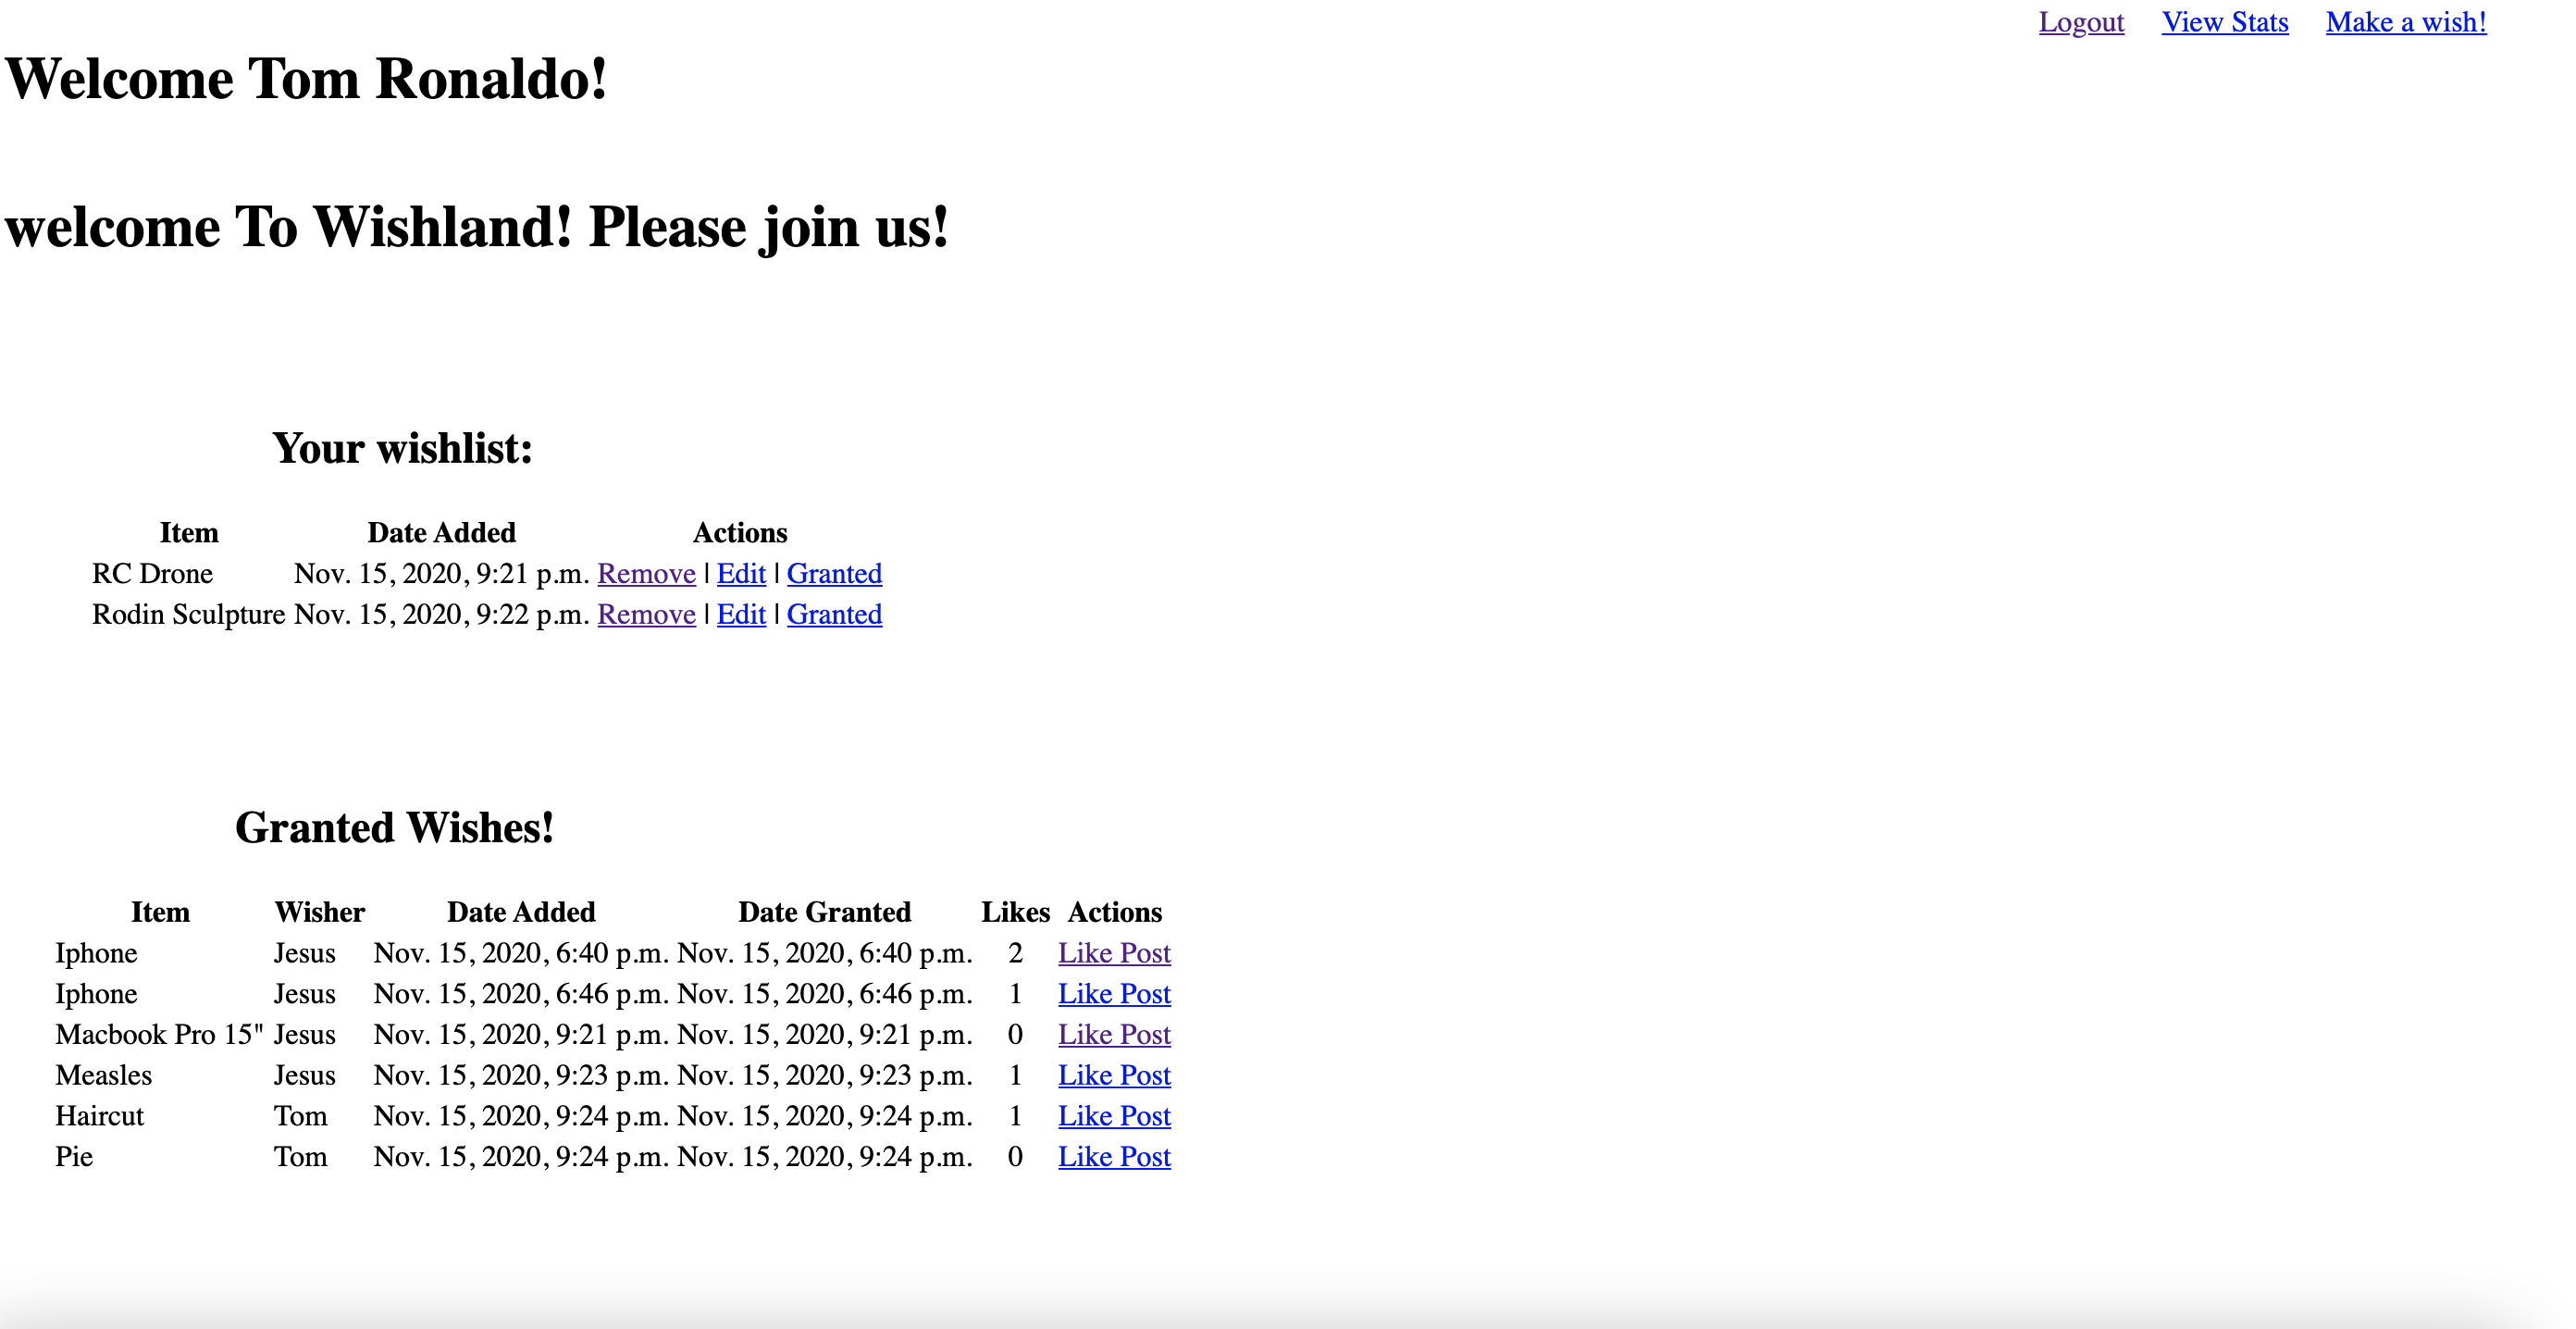 Logout View Stats Make a wish!
Welcome Tom Ronaldo!
welcome To Wishland! Please join us!
Your wishlist:
Item Date Added Actions
RC Drone Nov. 15, 2020, 9:21 p.m. Remove | Edit | Granted
Rodin Sculpture Nov. 15, 2020, 9:22 p.m. Remove | Edit | Granted
Granted Wishes!
Item Wisher Date Added Date Granted Likes Actions
Iphone Jesus Nov. 15, 2020, 6:40 p.m. Nov. 15, 2020, 6:40 p.m. 2 Like Post
Iphone Jesus Nov. 15, 2020, 6:46 p.m. Nov. 15, 2020, 6:46 p.m. 1 Like Post
Macbook Pro 15" Jesus Nov. 15, 2020, 9:21 p.m. Nov. 15, 2020, 9:21 p.m. 0 Like Post
Measles Jesus Nov. 15, 2020, 9:23 p.m. Nov. 15, 2020, 9:23 p.m. 1 Like Post
Haircut Tom Nov. 15, 2020, 9:24 p.m. Nov. 15, 2020, 9:24 p.m. 1 Like Post
Pie Tom Nov. 15, 2020, 9:24 p.m. Nov. 15, 2020, 9:24 p.m. 0 Like Post